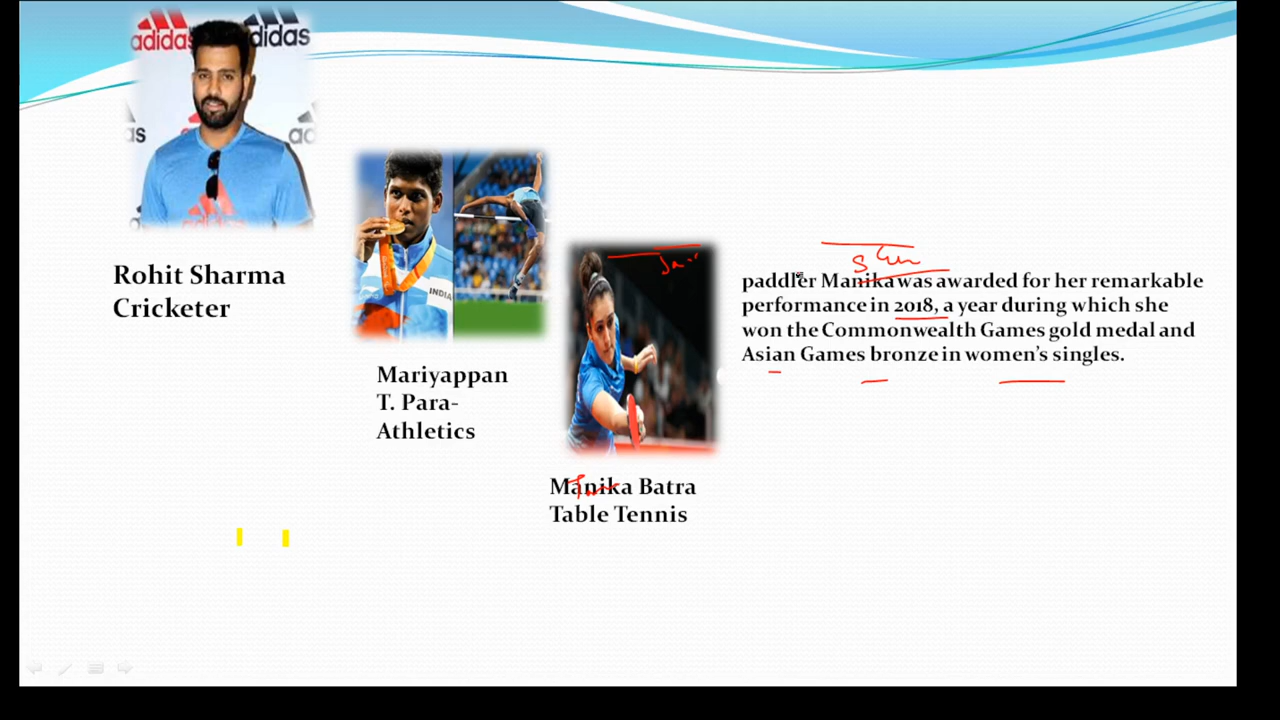 adidas
adidas
Rohit Sharma
Cricketer
INDIA
Mariyappan
T. Para-
Athletics
Manika Batra
Table Tennis
paddler Manika was awarded for her remarkable
performance in 2018, a year during which she
won the Commonwealth Games gold medal and
Asian Games bronze in women's singles.